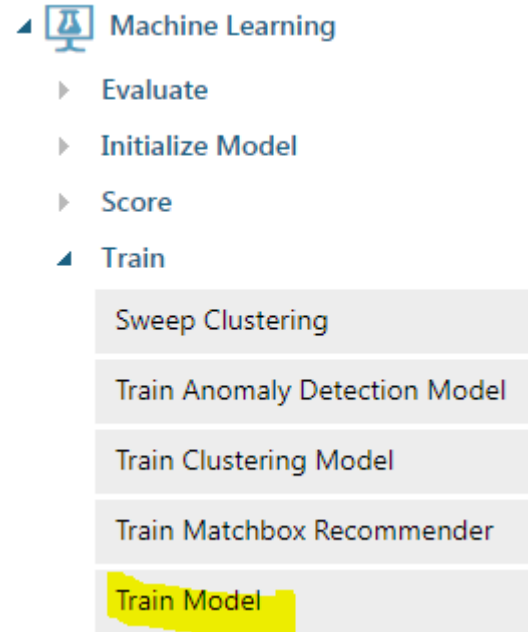 Machine Learning
Evaluate
Initialize Model
Score
Train
Sweep Clustering
Train Anomaly Detection Model
Train Clustering Model
Train Matchbox Recommender
Train Model